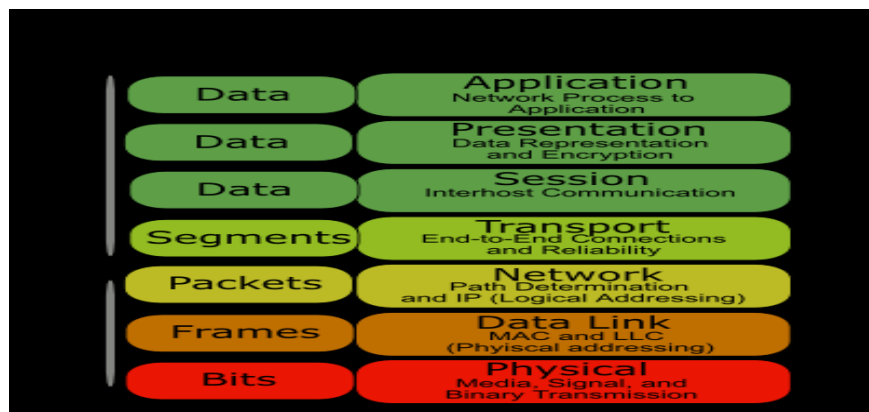 Data
Application
Network Process to
Application
Data
Presentation
Data Representation
and Encryption
Data
Session
Interhost Communication
Segments
Transport
End-to-End Connections
and Reliability
Packets
Network
Path Determination
and IP (Logical Addressing)
Frames
Data Link
MAC and LLC
(Phyiscal addressing)
Bits
Physical
Media, Signal, and
Binary Transmission